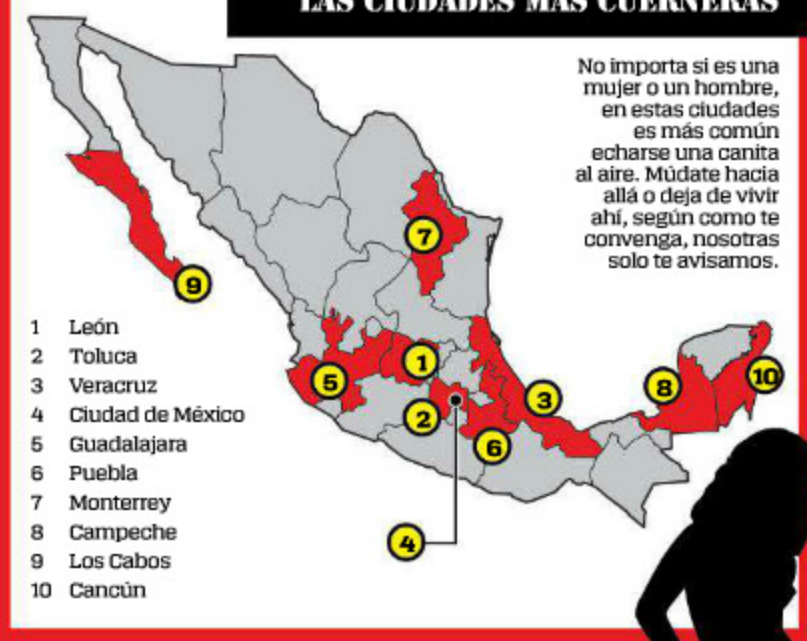 LAS CIUDADES MÁS CUERNERAS
No importa si es una
mujer o un hombre,
en estas ciudades
es más común
echarse una canita
al aire. Múdate hacia
allá o deja de vivir
ahí, según como te
convenga, nosotras
solo te avisamos.
7
9
1
5
2
3
8
10
6
4
1 León
2 Toluca
3 Veracruz
4 Ciudad de México
5 Guadalajara
6 Puebla
7 Monterrey
8 Campeche
9 Los Cabos
10 Cancún